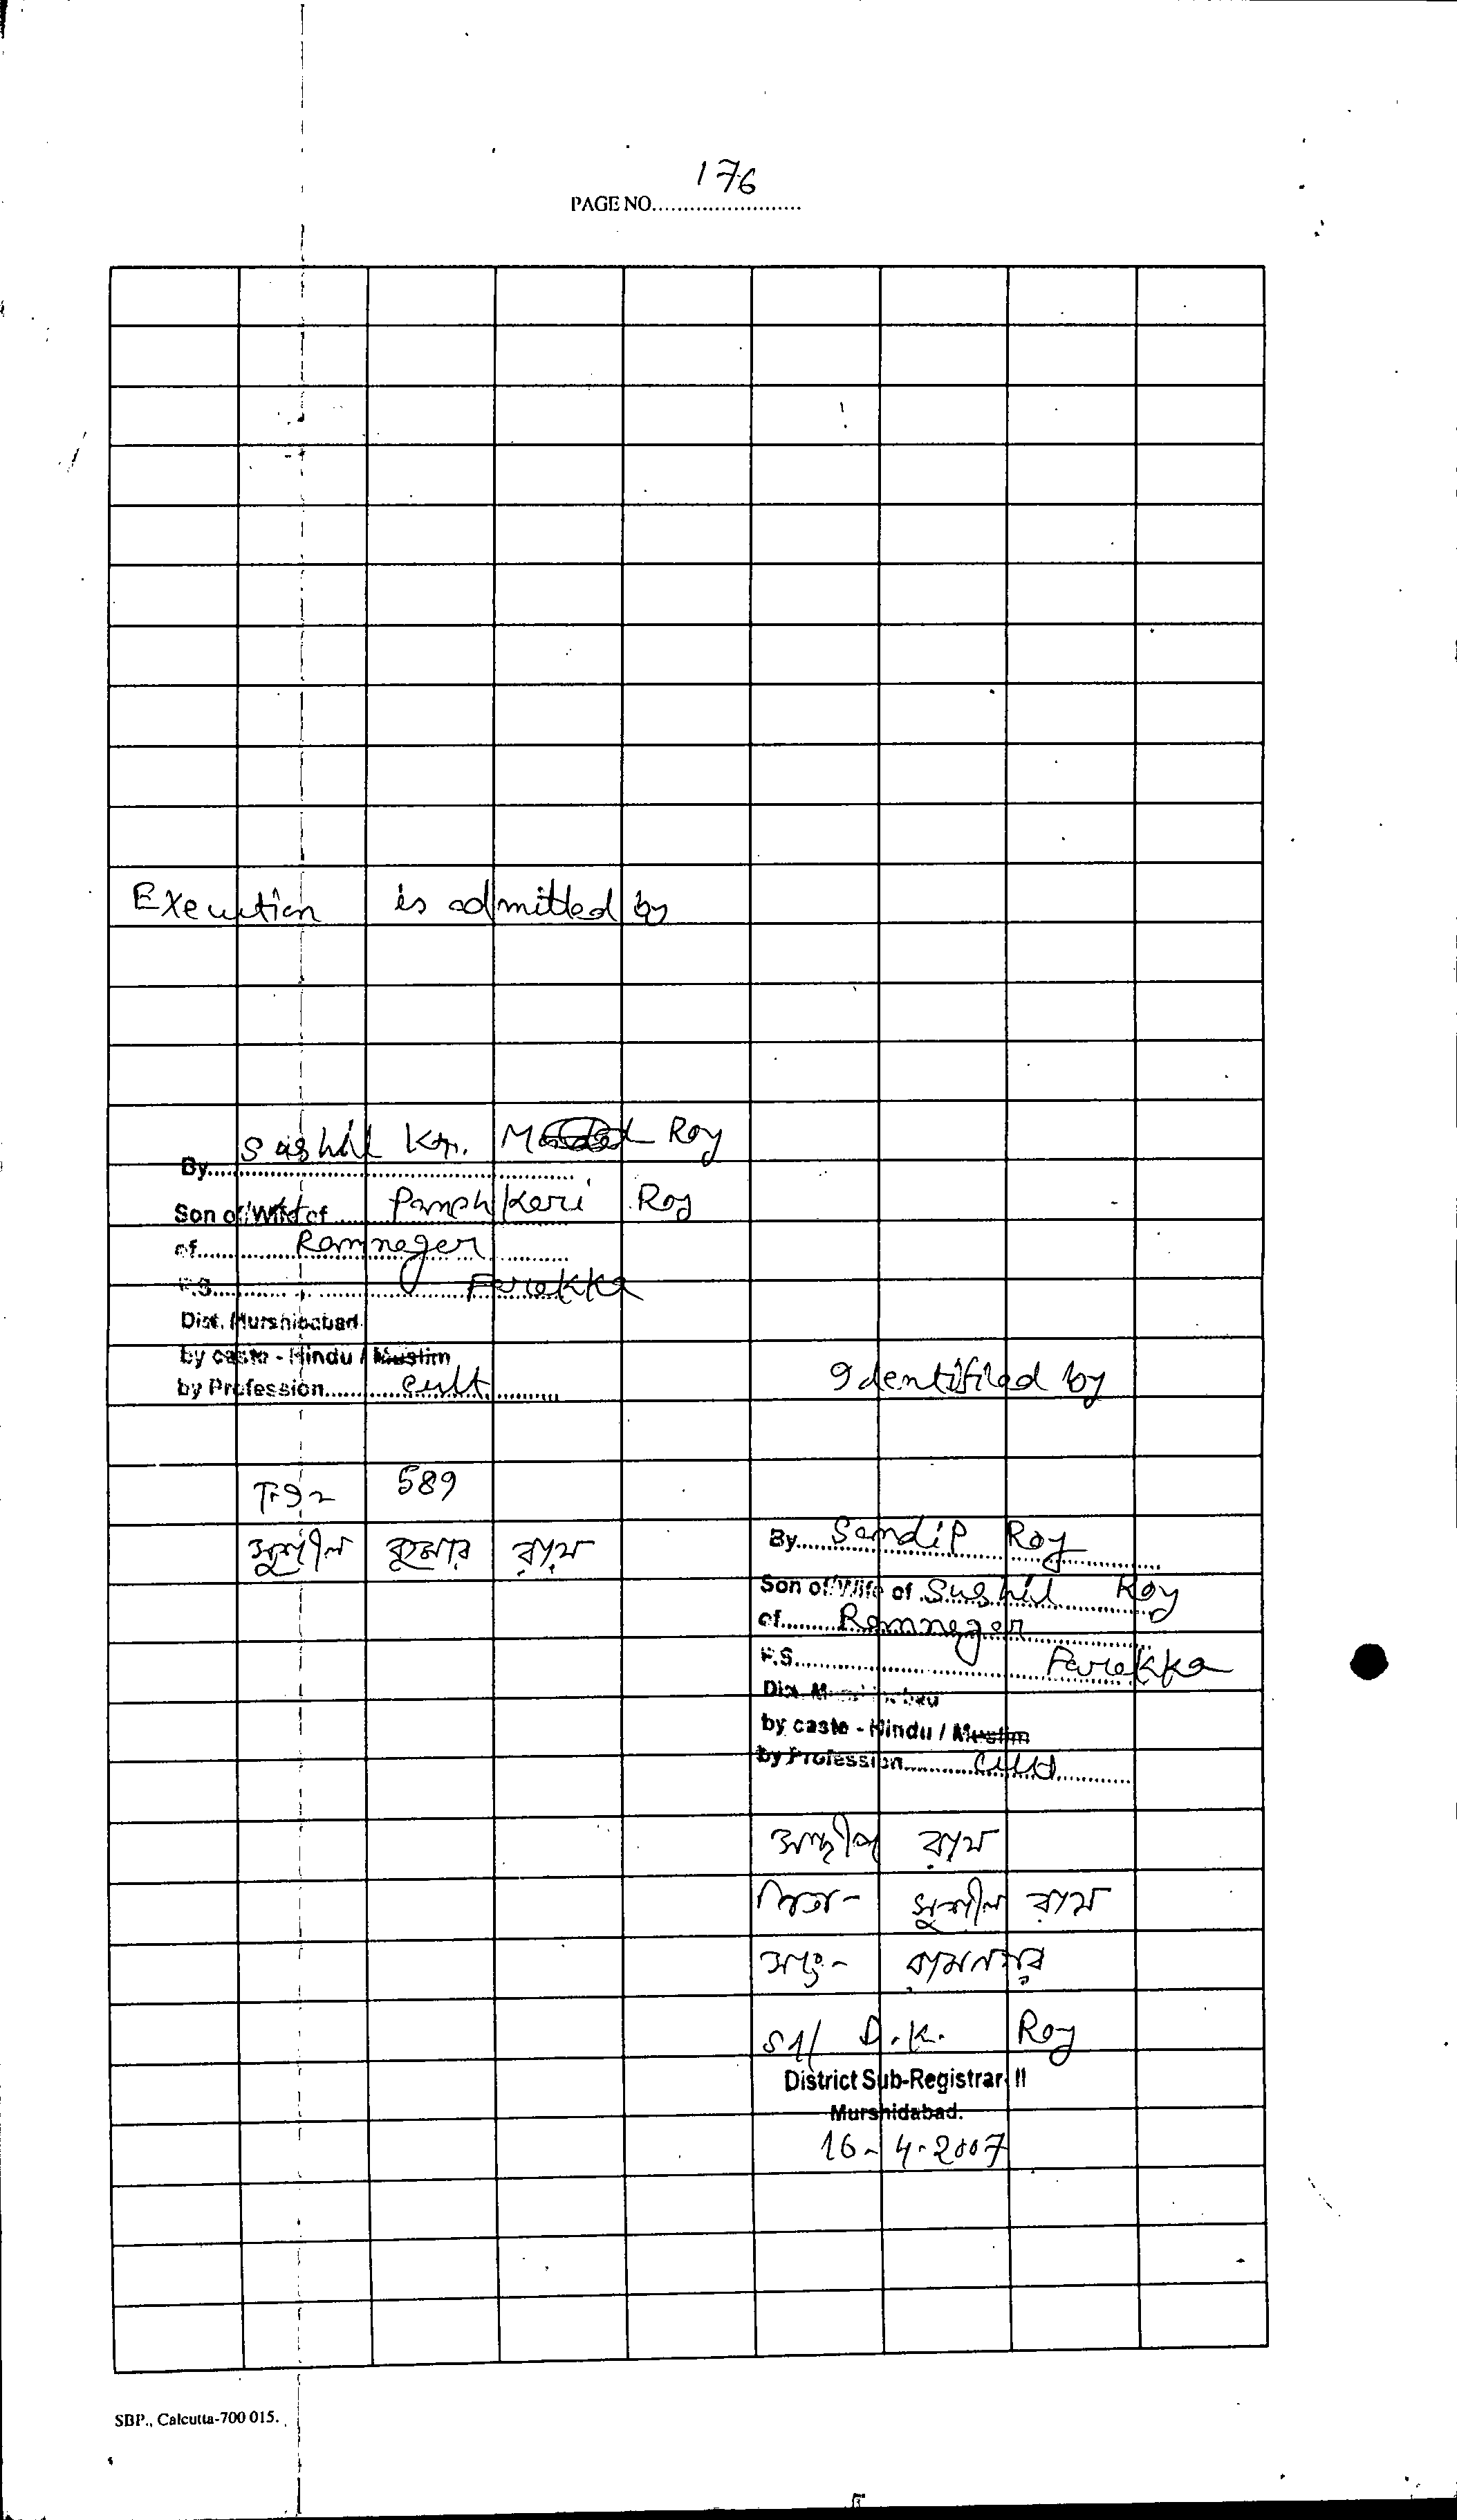 176
PAGE NO........................
Execution is admitted by
By Sushil Kr. Roy
Son of/Wife of Panchkari Roy
of Ramnagar
P.S. Farakka
Dist. Murshidabad
by caste - Hindu / Muslim
by Profession cult
Identified by
589
সুশীল কুমার রায়
By Sandip Roy
Son of/Wife of Sushil Roy
of Ramnagar
P.S. Farakka
Dist. Murshidabad
by caste - Hindu / Muslim
by Profession cult
সন্দীপ রায়
পিতা- সুশীল রায়
সাং- রামনগর
Sd/ D.K. Roy
District Sub-Registrar II
Murshidabad.
16-4-2007
SBP., Calcutta-700 015.